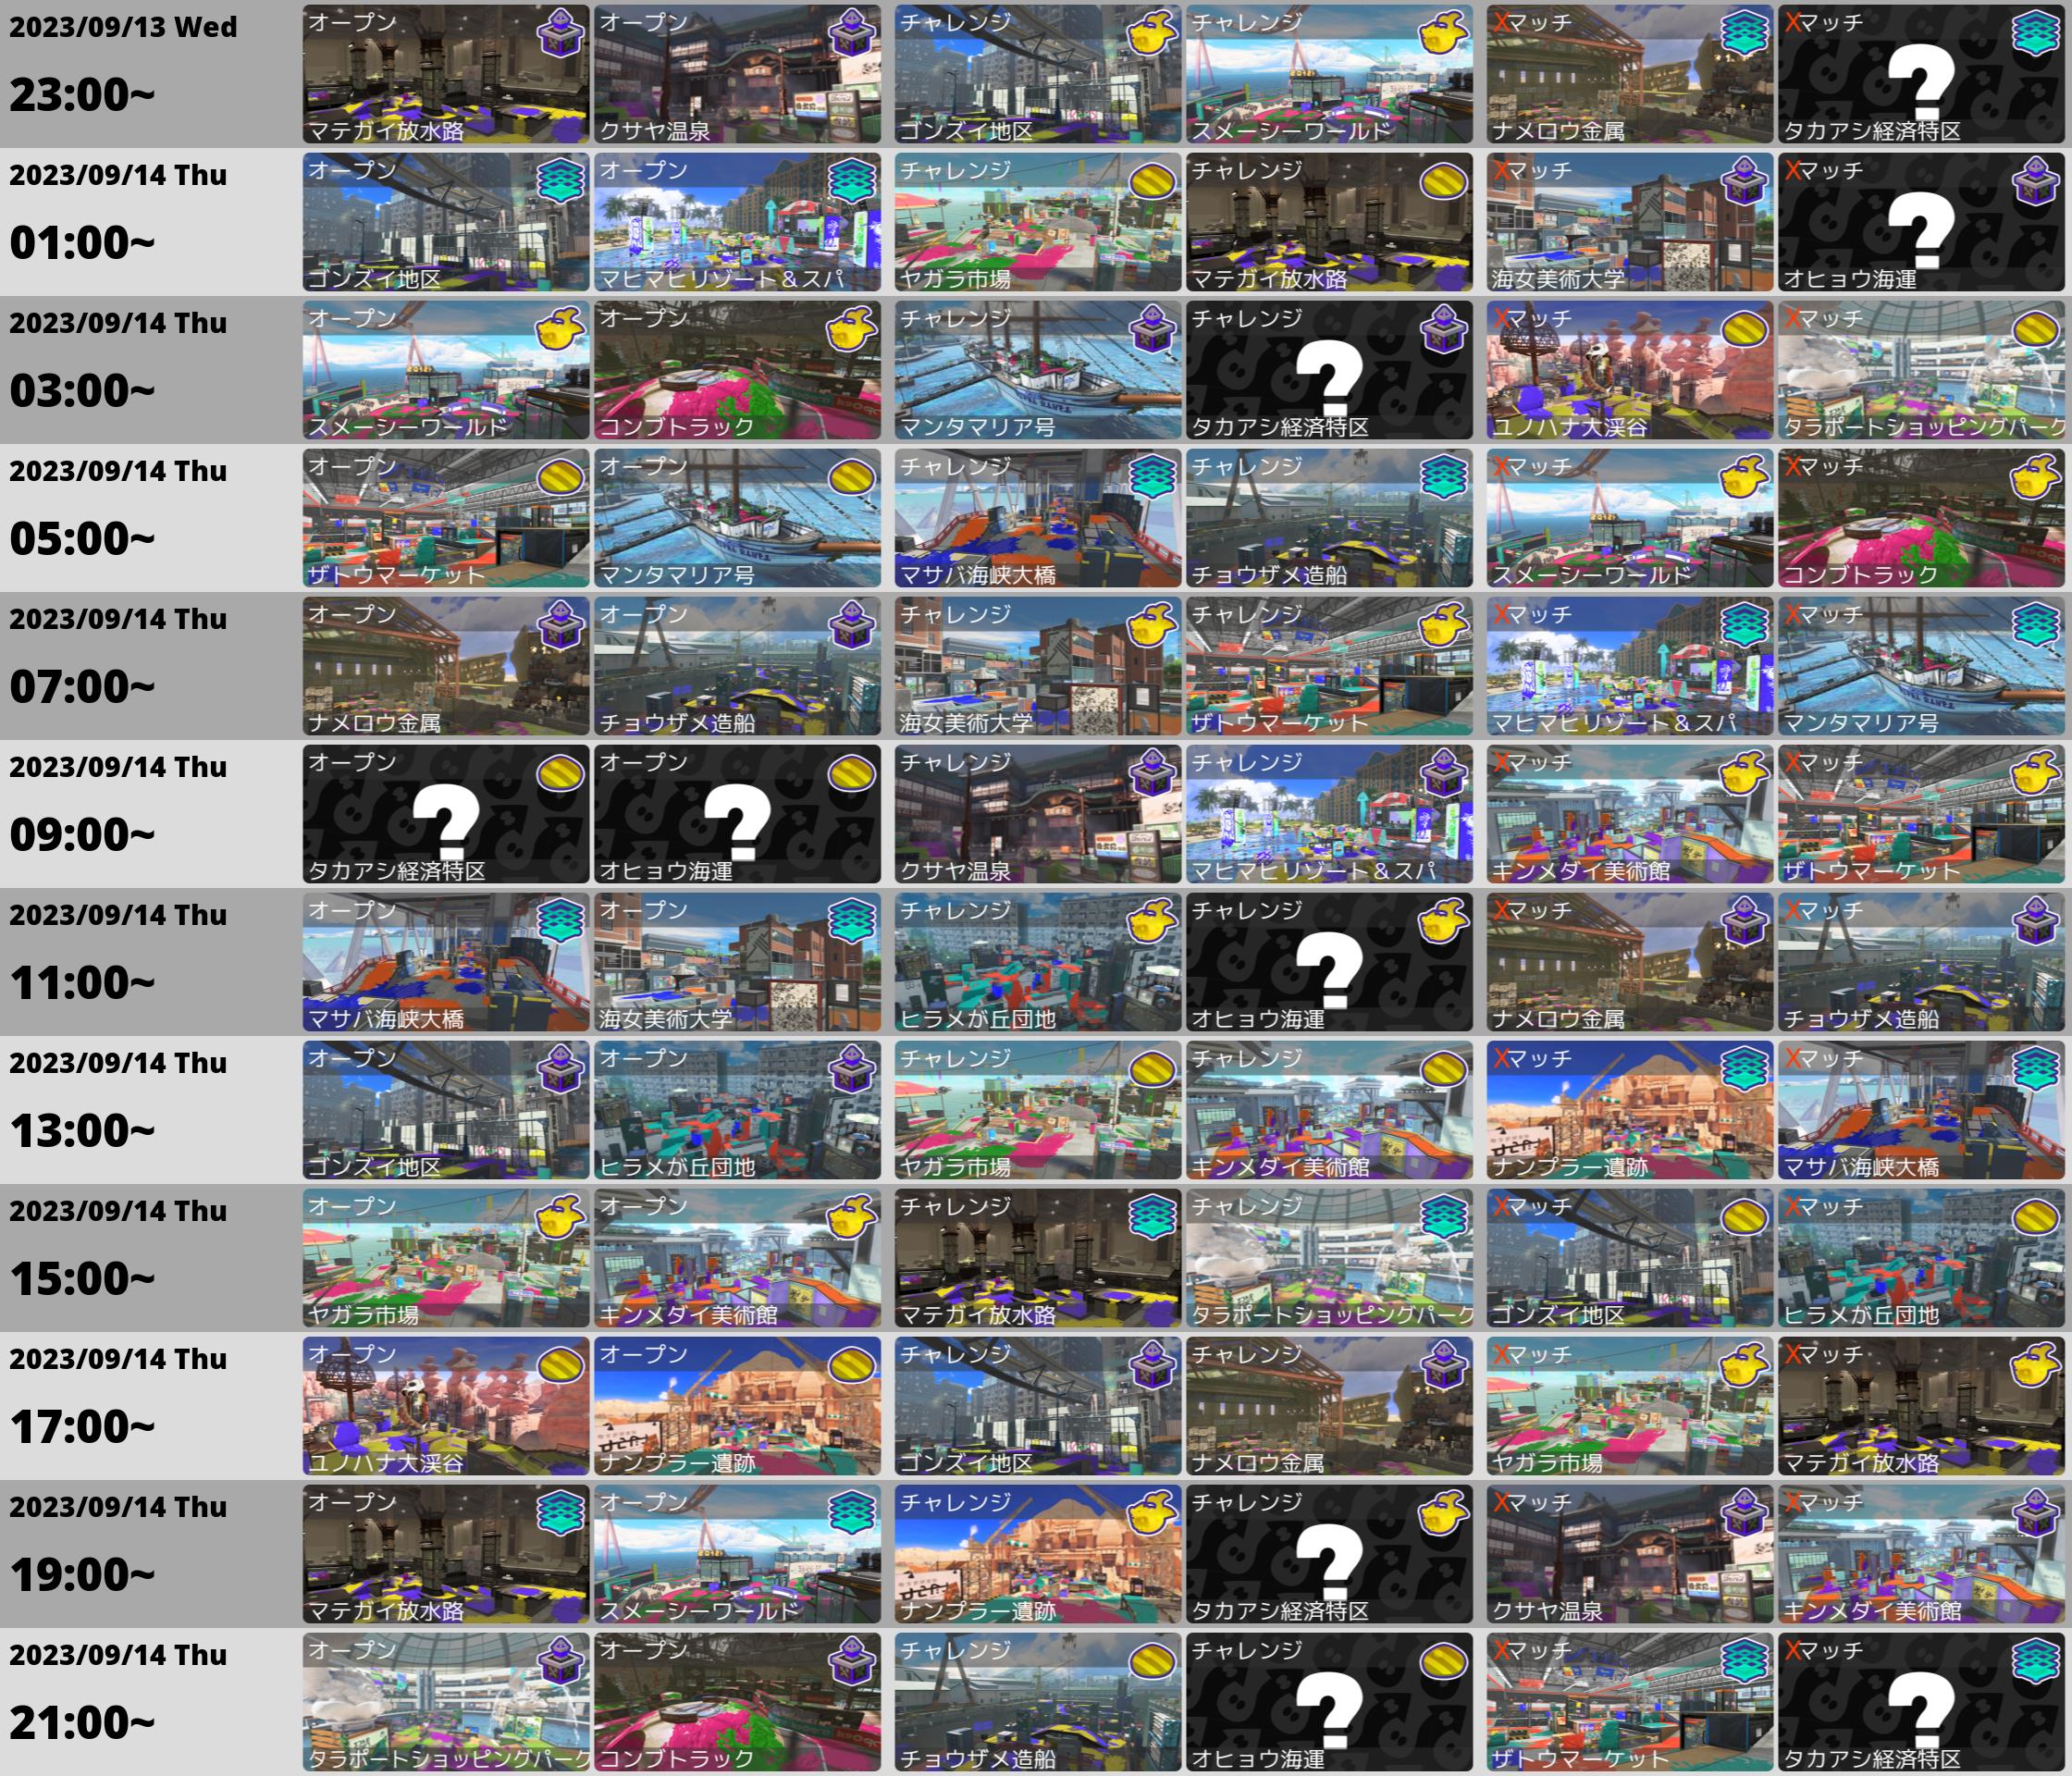 2023/09/13 Wed
23:00~
オープン オープン チャレンジ チャレンジ Xマッチ Xマッチ
マテガイ放水路 クサヤ温泉 ゴンズイ地区 スメーシーワールド ナメロウ金属 タカアシ経済特区
2023/09/14 Thu
01:00~
オープン オープン チャレンジ チャレンジ Xマッチ Xマッチ
ゴンズイ地区 マヒマヒリゾート&スパ ヤガラ市場 マテガイ放水路 海女美術大学 オヒョウ海運
2023/09/14 Thu
03:00~
オープン オープン チャレンジ チャレンジ Xマッチ Xマッチ
スメーシーワールド コンブトラック マンタマリア号 タカアシ経済特区 ユノハナ大渓谷 タラポートショッピングパーク
2023/09/14 Thu
05:00~
オープン オープン チャレンジ チャレンジ Xマッチ Xマッチ
ザトウマーケット マンタマリア号 マサバ海峡大橋 チョウザメ造船 スメーシーワールド コンブトラック
2023/09/14 Thu
07:00~
オープン オープン チャレンジ チャレンジ Xマッチ Xマッチ
ナメロウ金属 チョウザメ造船 海女美術大学 ザトウマーケット マヒマヒリゾート&スパ マンタマリア号
2023/09/14 Thu
09:00~
オープン オープン チャレンジ チャレンジ Xマッチ Xマッチ
タカアシ経済特区 オヒョウ海運 クサヤ温泉 マヒマヒリゾート&スパ キンメダイ美術館 ザトウマーケット
2023/09/14 Thu
11:00~
オープン オープン チャレンジ チャレンジ Xマッチ Xマッチ
マサバ海峡大橋 海女美術大学 ヒラメが丘団地 オヒョウ海運 ナメロウ金属 チョウザメ造船
2023/09/14 Thu
13:00~
オープン オープン チャレンジ チャレンジ Xマッチ Xマッチ
ゴンズイ地区 ヒラメが丘団地 ヤガラ市場 キンメダイ美術館 ナンプラー遺跡 マサバ海峡大橋
2023/09/14 Thu
15:00~
オープン オープン チャレンジ チャレンジ Xマッチ Xマッチ
ヤガラ市場 キンメダイ美術館 マテガイ放水路 タラポートショッピングパーク ゴンズイ地区 ヒラメが丘団地
2023/09/14 Thu
17:00~
オープン オープン チャレンジ チャレンジ Xマッチ Xマッチ
ユノハナ大渓谷 ナンプラー遺跡 ゴンズイ地区 ナメロウ金属 ヤガラ市場 マテガイ放水路
2023/09/14 Thu
19:00~
オープン オープン チャレンジ チャレンジ Xマッチ Xマッチ
マテガイ放水路 スメーシーワールド ナンプラー遺跡 タカアシ経済特区 クサヤ温泉 キンメダイ美術館
2023/09/14 Thu
21:00~
オープン オープン チャレンジ チャレンジ Xマッチ Xマッチ
タラポートショッピングパーク コンブトラック チョウザメ造船 オヒョウ海運 ザトウマーケット タカアシ経済特区